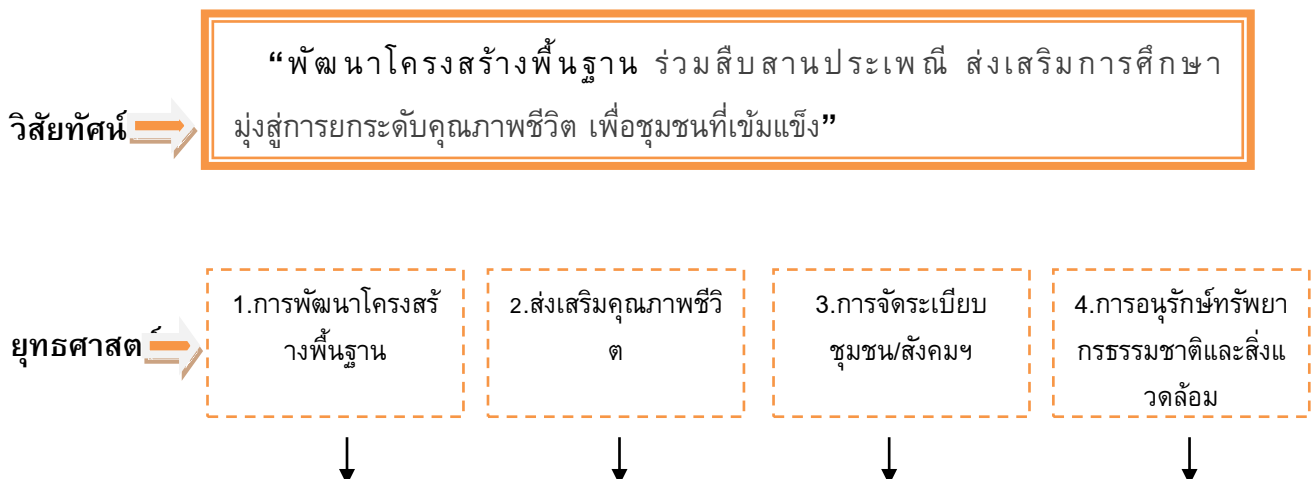 “พัฒนาโครงสร้างพื้นฐาน ร่วมสืบสานประเพณี ส่งเสริมการศึกษา
วิสัยทัศน์
มุ่งสู่การยกระดับคุณภาพชีวิต เพื่อชุมชนที่เข้มแข็ง”
ยุทธศาสตร์
1.การพัฒนาโครงสร้
างพื้นฐาน
2.ส่งเสริมคุณภาพชีวิ
ต
3.การจัดระเบียบ
ชุมชน/สังคมฯ
4.การอนุรักษ์ทรัพยา
กรธรรมชาติและสิ่งแ
วดล้อม